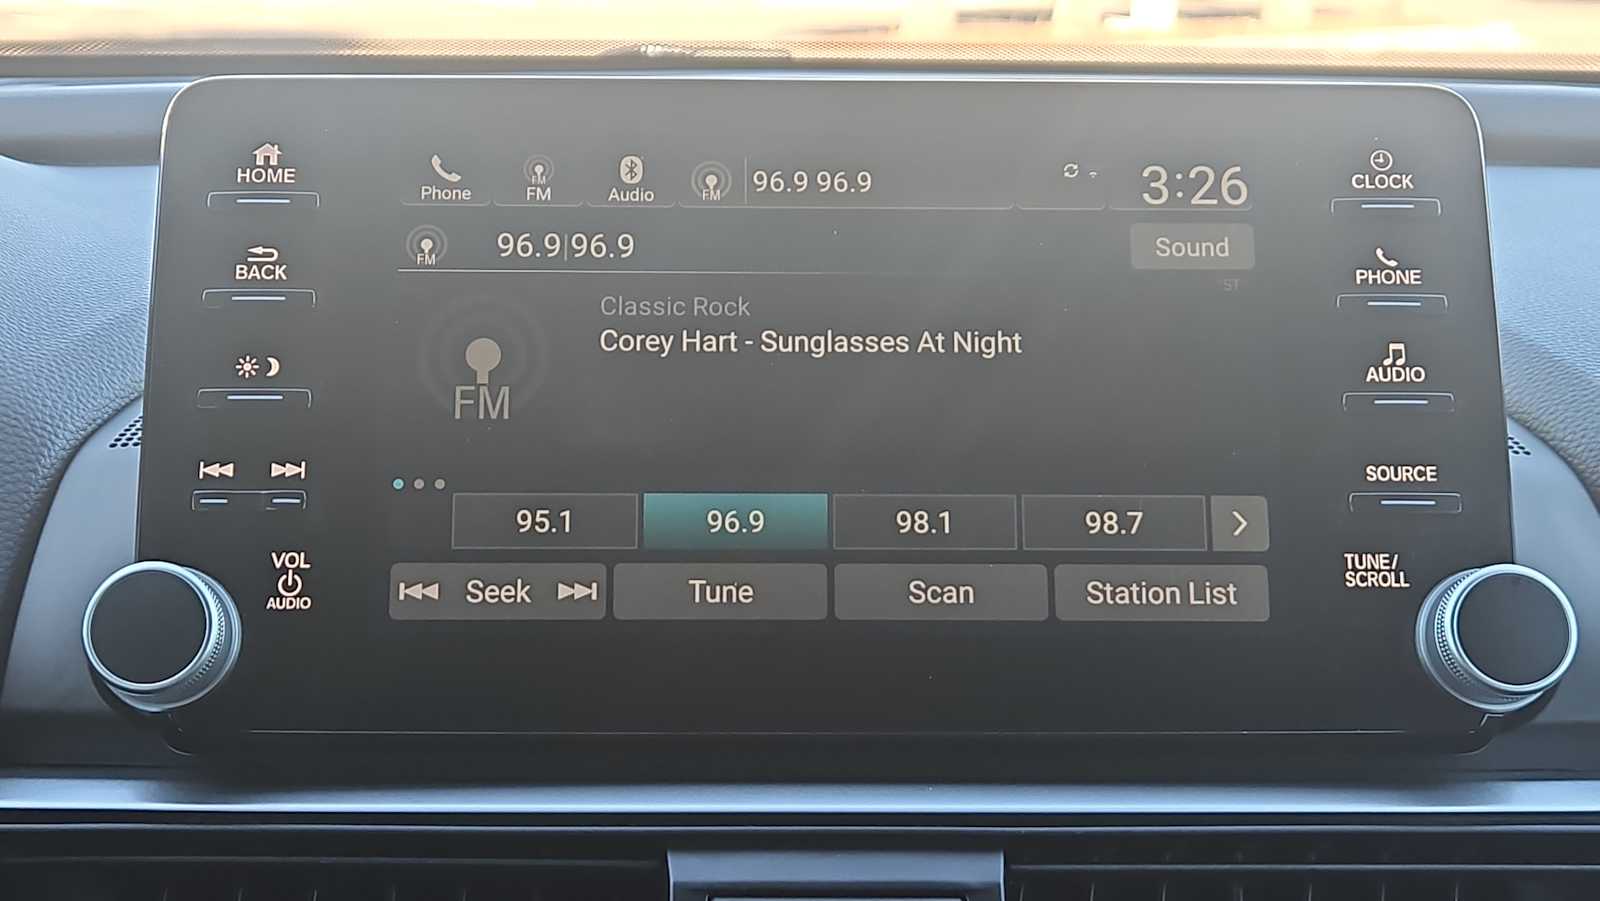 HOME
BACK
VOL
AUDIO
Phone
FM
FM
Audio
FM
96.9 96.9
3:26
FM
96.9|96.9
Sound
ST
Classic Rock
Corey Hart - Sunglasses At Night
FM
95.1
96.9
98.1
98.7
Seek
Tune
Scan
Station List
CLOCK
PHONE
AUDIO
SOURCE
TUNE/
SCROLL